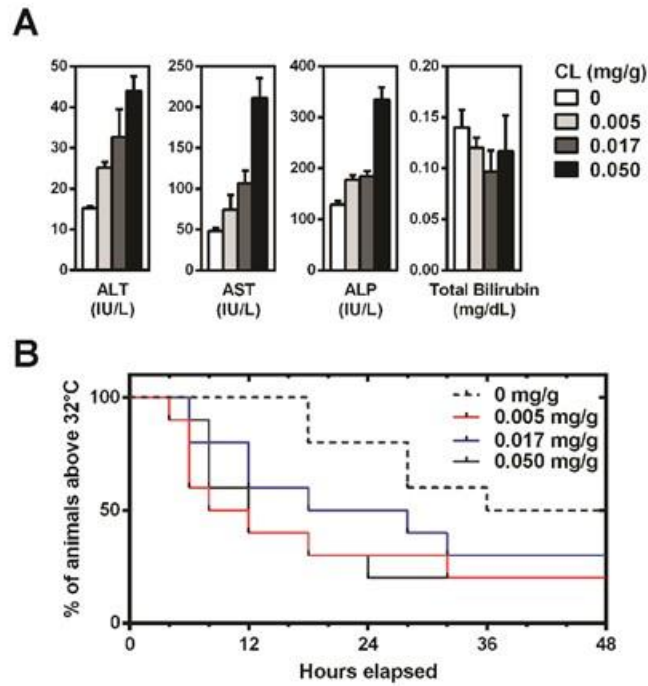 A
50
40
30
20
10
0
ALT
(IU/L)
250
200
150
100
50
0
AST
(IU/L)
400
300
200
100
0
ALP
(IU/L)
0.20
0.15
0.10
0.05
0.00
Total Bilirubin
(mg/dL)
CL (mg/g)
0
0.005
0.017
0.050
B
% of animals above 32°C
100
50
0
0 mg/g
0.005 mg/g
0.017 mg/g
0.050 mg/g
0 12 24 36 48
Hours elapsed